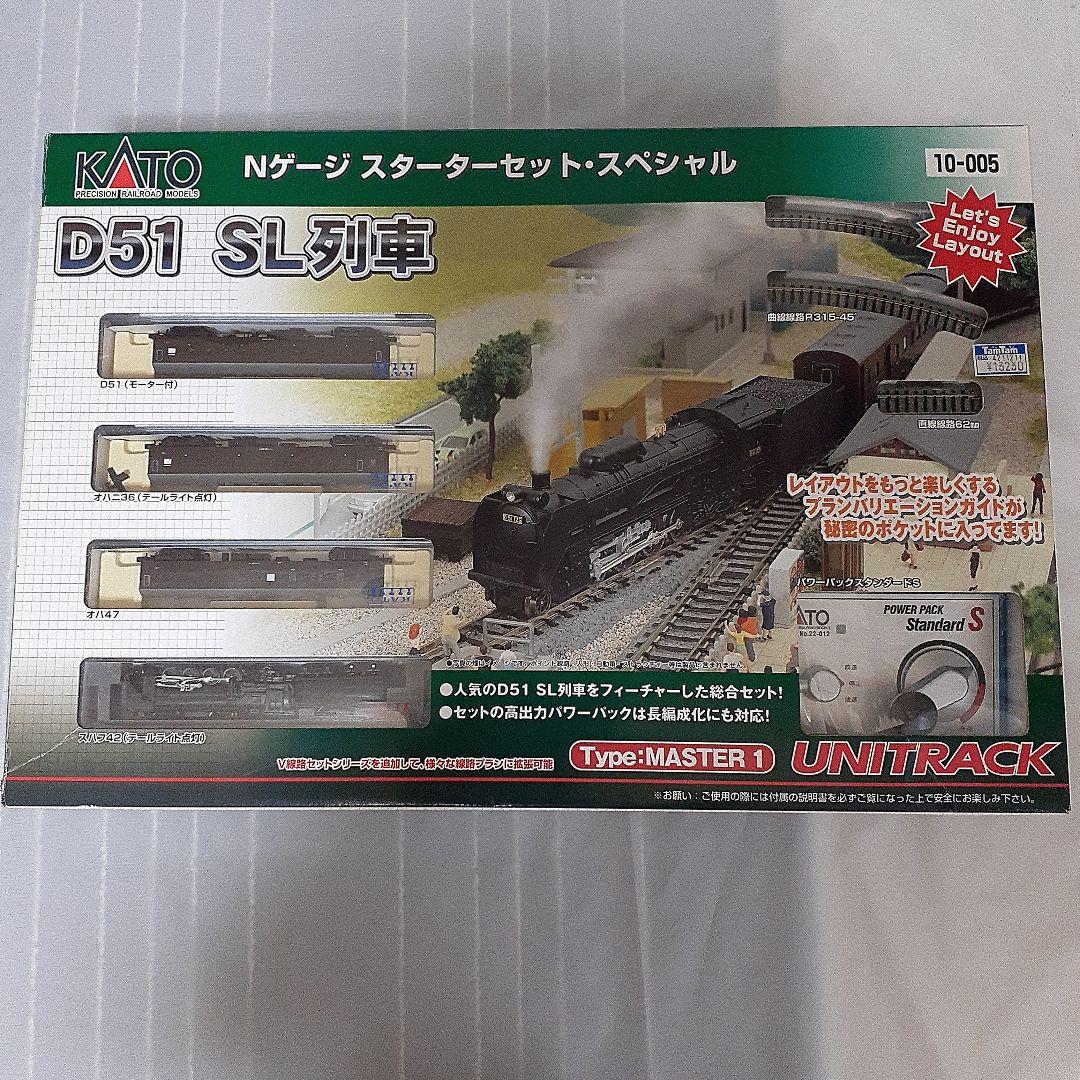 KATO
PRECISION RAILROAD MODELS
Nゲージ スターターセット・スペシャル
10-005
D51 SL列車
Let's
Enjoy
Layout
曲線線路R315-45°
TamTam
¥13230
直線線路62mm
D51（モーター付）
オハニ36（テールライト点灯）
オハ47
スハフ42（テールライト点灯）
レイアウトをもっと楽しくする
プランバリエーションガイドが
秘密のポケットに入ってます!
パワーパックスタンダードS
KATO
No.22-012
POWER PACK
Standard S
前進
停止
後進
●人気のD51 SL列車をフィーチャーした総合セット!
●セットの高出力パワーパックは長編成化にも対応!
V線路セットシリーズを追加して、様々な線路プランに拡張可能
Type:MASTER 1
UNITRACK
※お願い：ご使用の際には付属の説明書を必ずご覧になった上で安全にお楽しみ下さい。